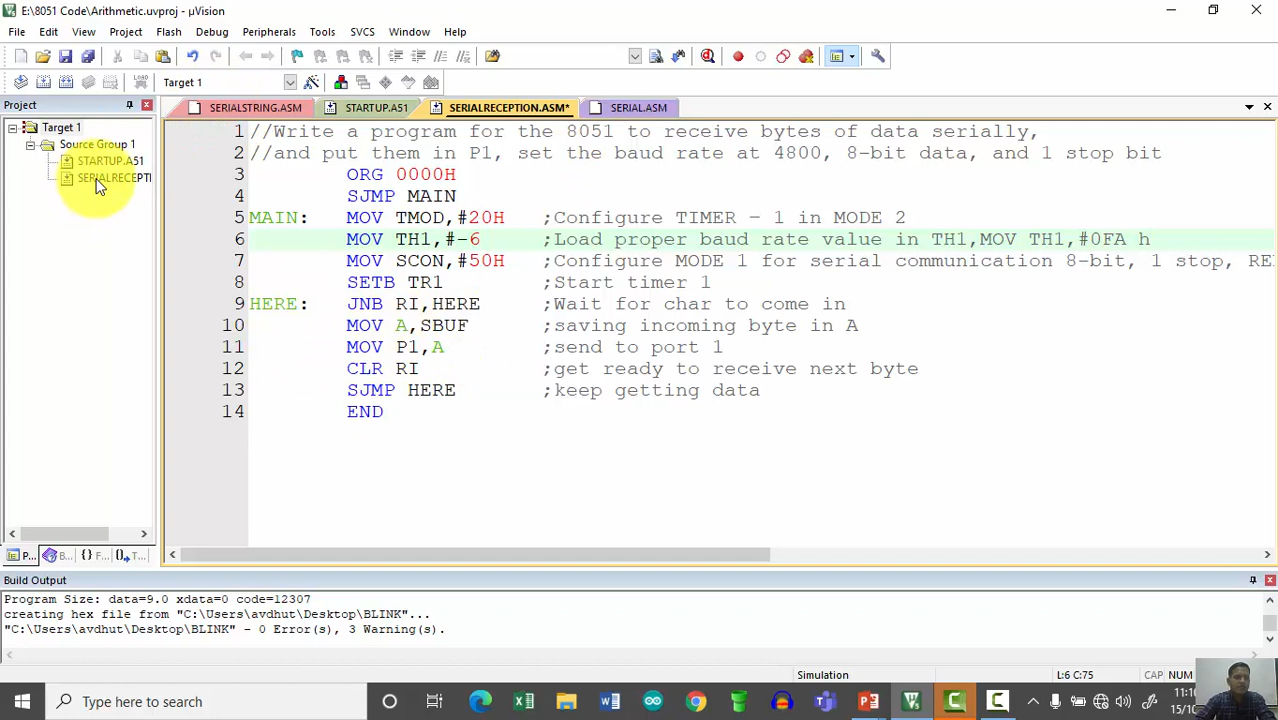 E:\8051 Code\Arithmetic.uvproj - µVision
File Edit View Project Flash Debug Peripherals Tools SVCS Window Help
LOAD Target 1
Project
SERIALSTRING.ASM STARTUP.A51 SERIALRECEPTION.ASM* SERIAL.ASM
Target 1
Source Group 1
STARTUP.A51
SERIALRECEPTI
1 //Write a program for the 8051 to receive bytes of data serially,
2 //and put them in P1, set the baud rate at 4800, 8-bit data, and 1 stop bit
3 ORG 0000H
4 SJMP MAIN
5 MAIN: MOV TMOD,#20H ;Configure TIMER - 1 in MODE 2
6 MOV TH1,#-6 ;Load proper baud rate value in TH1,MOV TH1,#0FA h
7 MOV SCON,#50H ;Configure MODE 1 for serial communication 8-bit, 1 stop, RE
8 SETB TR1 ;Start timer 1
9 HERE: JNB RI,HERE ;Wait for char to come in
10 MOV A,SBUF ;saving incoming byte in A
11 MOV P1,A ;send to port 1
12 CLR RI ;get ready to receive next byte
13 SJMP HERE ;keep getting data
14 END
P... B... {} F... T...
Build Output
Program Size: data=9.0 xdata=0 code=12307
creating hex file from "C:\Users\avdhut\Desktop\BLINK"...
"C:\Users\avdhut\Desktop\BLINK" - 0 Error(s), 3 Warning(s).
Simulation L:6 C:75 CAP NUM
Type here to search